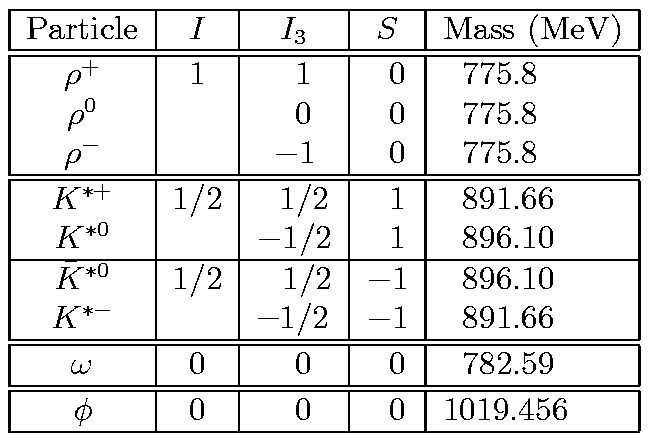 Particle I I₃ S Mass (MeV)
ρ⁺ 1 1 0 775.8
ρ⁰ 0 0 775.8
ρ⁻ −1 0 775.8
K*⁺ 1/2 1/2 1 891.66
K*⁰ −1/2 1 896.10
K̄*⁰ 1/2 1/2 −1 896.10
K*⁻ −1/2 −1 891.66
ω 0 0 0 782.59
ϕ 0 0 0 1019.456